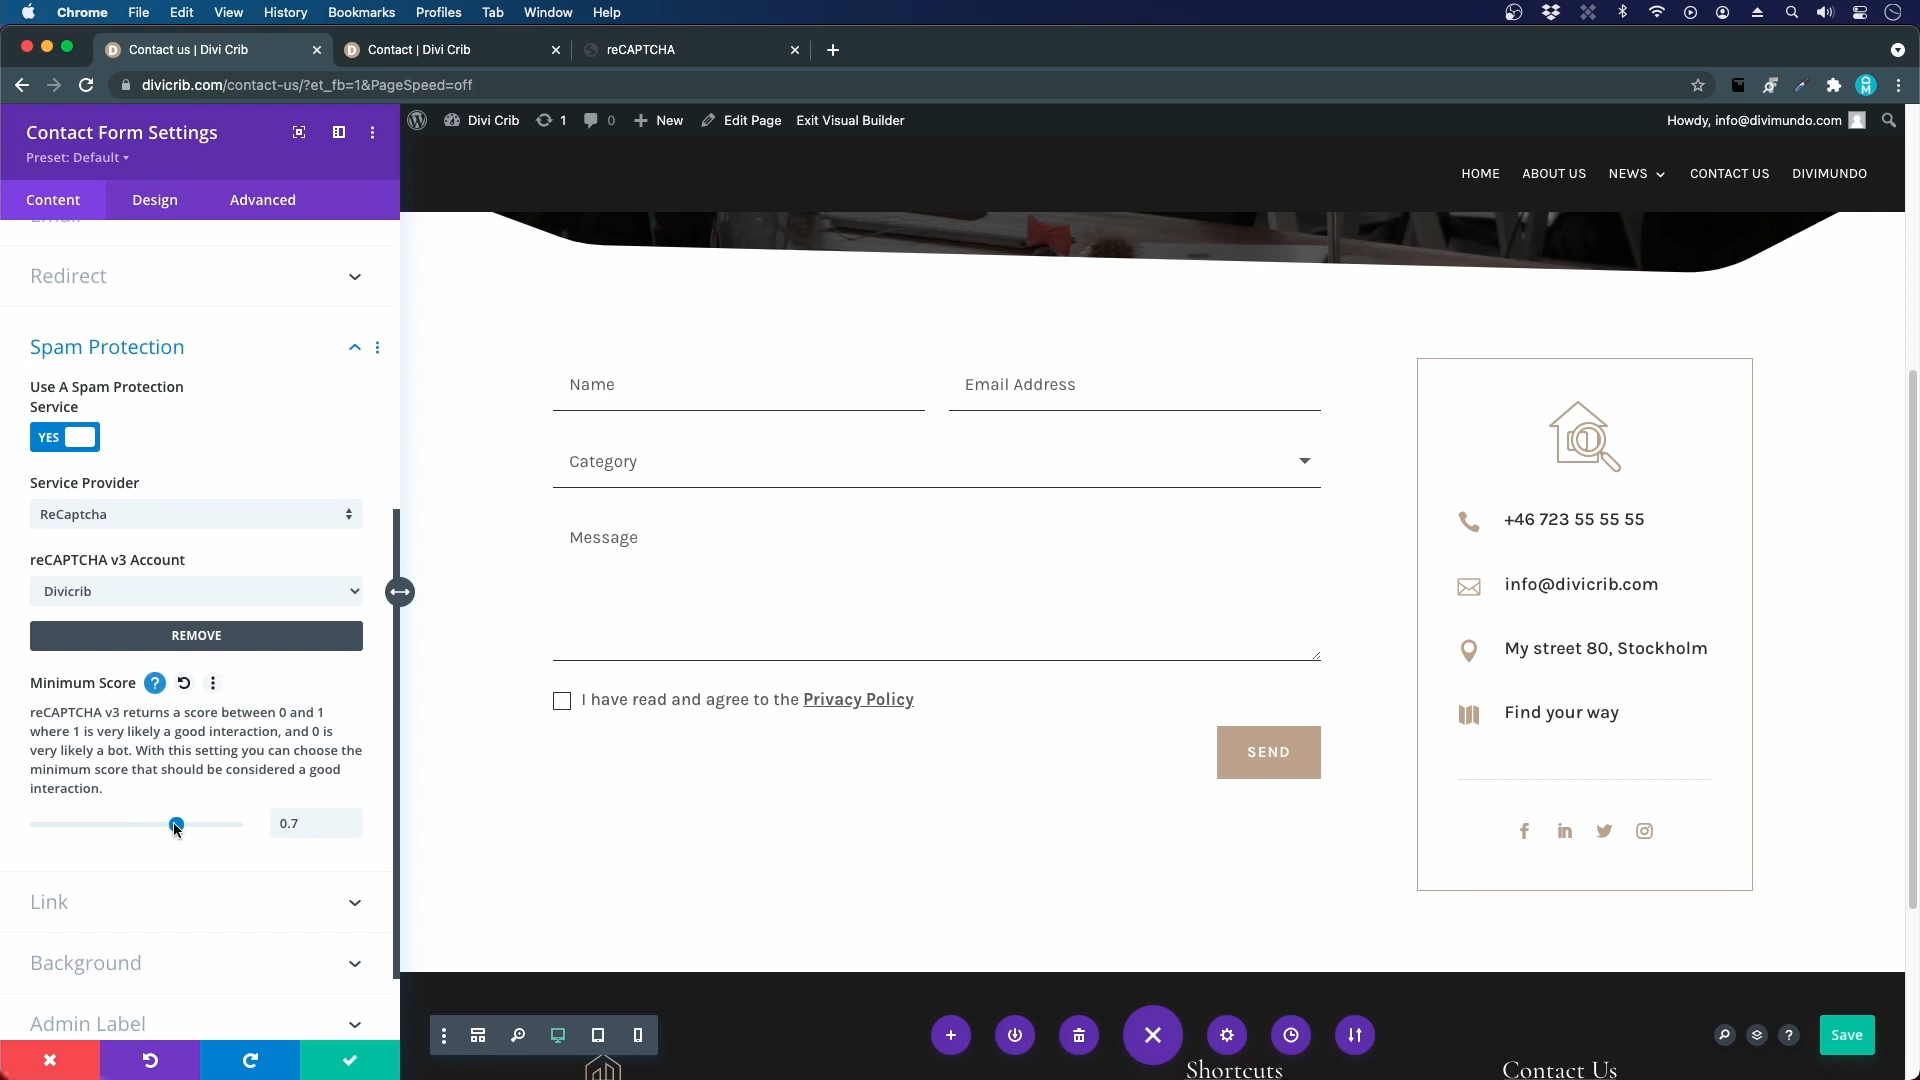 Chrome File Edit View History Bookmarks Profiles Tab Window Help
Contact us | Divi Crib
Contact | Divi Crib
reCAPTCHA
divicrib.com/contact-us/?et_fb=1&PageSpeed=off
Contact Form Settings
Preset: Default
Content Design Advanced
Email
Redirect
Spam Protection
Use A Spam Protection
Service
YES
Service Provider
ReCaptcha
reCAPTCHA v3 Account
Divicrib
REMOVE
Minimum Score ?
reCAPTCHA v3 returns a score between 0 and 1
where 1 is very likely a good interaction, and 0 is
very likely a bot. With this setting you can choose the
minimum score that should be considered a good
interaction.
0.7
Link
Background
Admin Label
Divi Crib 1 0 New Edit Page Exit Visual Builder
Howdy, info@divimundo.com
HOME ABOUT US NEWS CONTACT US DIVIMUNDO
Name
Email Address
Category
Message
I have read and agree to the Privacy Policy
SEND
+46 723 55 55 55
info@divicrib.com
My street 80, Stockholm
Find your way
?
Save
Shortcuts
Contact Us